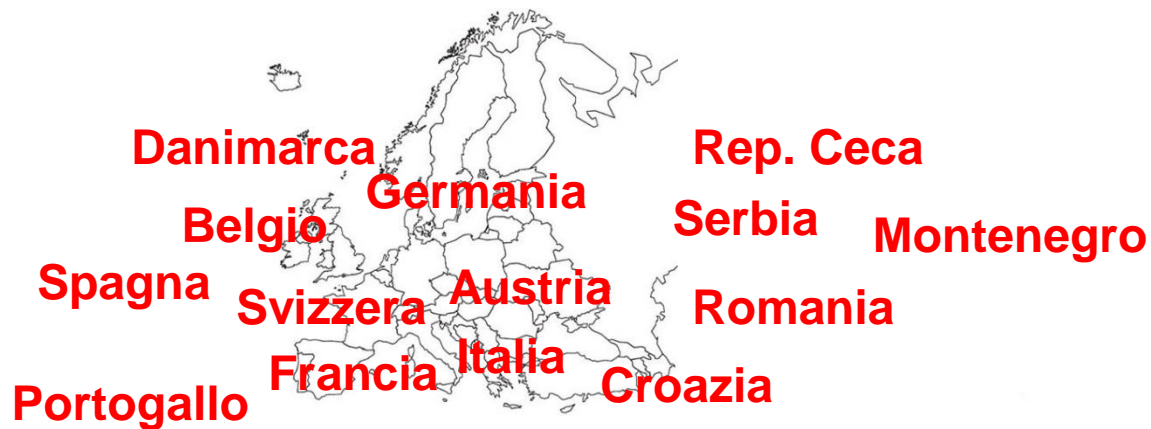 Danimarca
Rep. Ceca
Germania
Belgio
Serbia
Montenegro
Spagna
Svizzera
Austria
Romania
Francia
Italia
Croazia
Portogallo